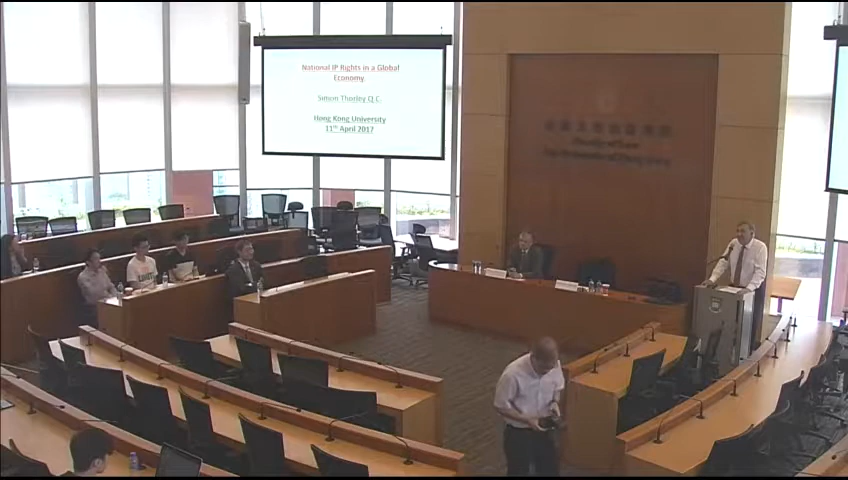 National IP Rights in a Global
Economy
Simon Thorley Q.C.
Hong Kong University
11th April 2017